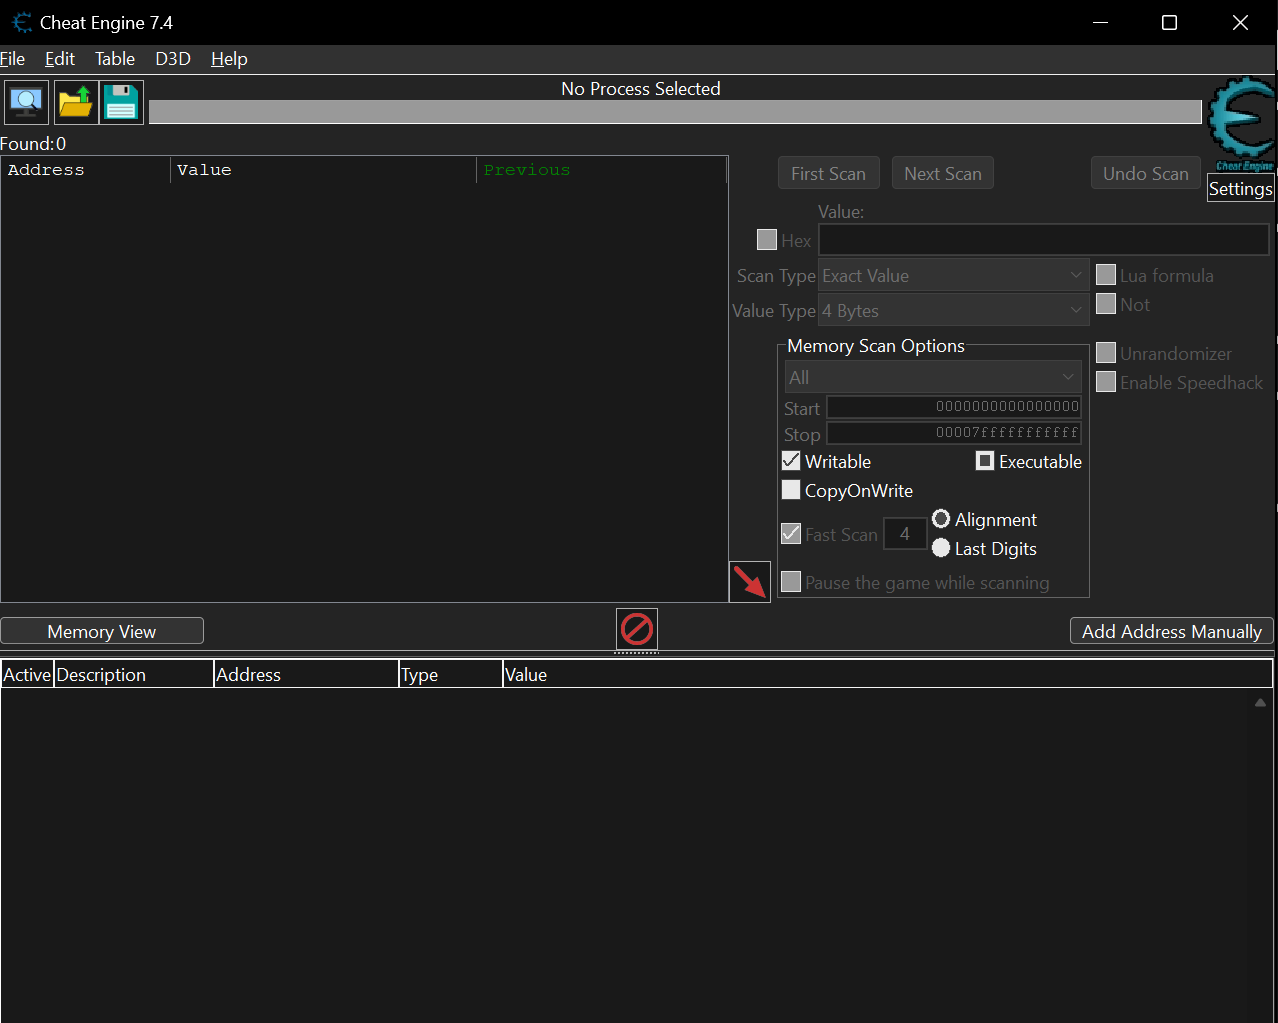 Cheat Engine 7.4
File Edit Table D3D Help
No Process Selected
Cheat Engine
Settings
Found: 0
Address Value Previous
First Scan Next Scan Undo Scan
Value:
Hex
Scan Type Exact Value Lua formula
Not
Value Type 4 Bytes
Memory Scan Options
Unrandomizer
All
Enable Speedhack
Start 0000000000000000
Stop 00007fffffffffff
Writable Executable
CopyOnWrite
Fast Scan 4 Alignment
Last Digits
Pause the game while scanning
Memory View Add Address Manually
Active Description Address Type Value